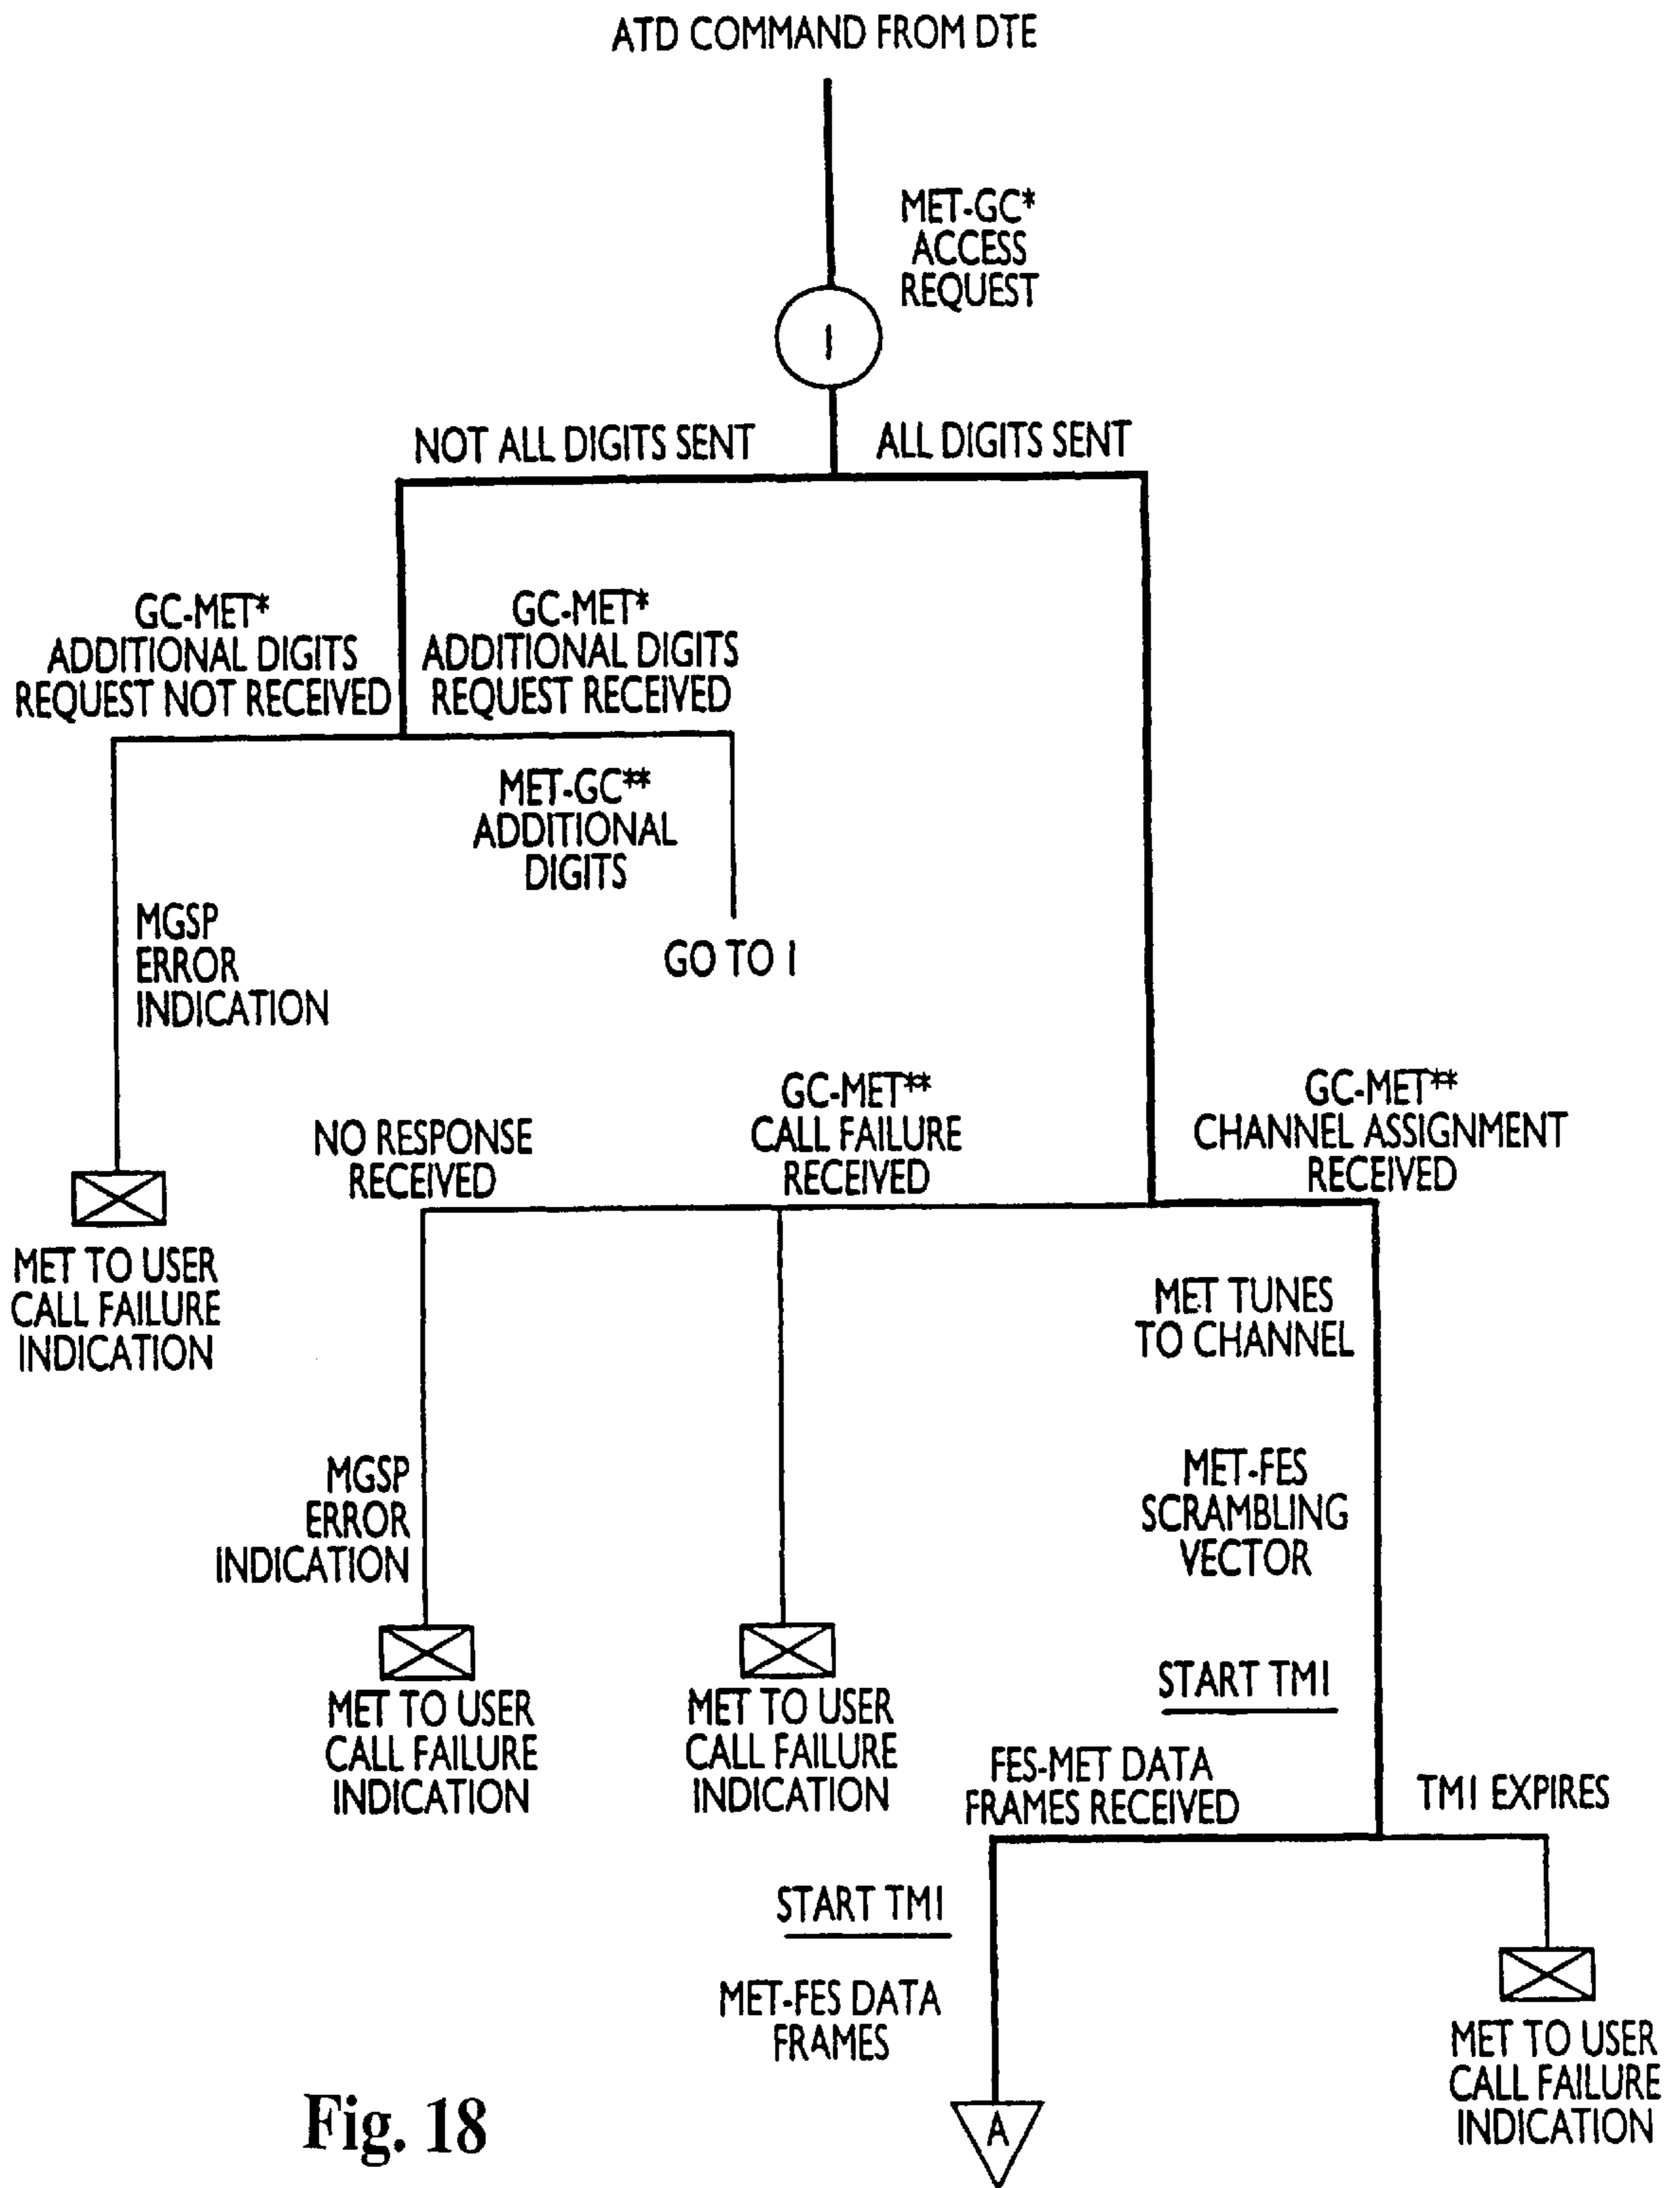 ATD COMMAND FROM DTE
MET-GC*
ACCESS
REQUEST
I
NOT ALL DIGITS SENT
ALL DIGITS SENT
GC-MET*
ADDITIONAL DIGITS
REQUEST NOT RECEIVED
GC-MET*
ADDITIONAL DIGITS
REQUEST RECEIVED
MET-GC**
ADDITIONAL
DIGITS
GO TO I
MGSP
ERROR
INDICATION
MET TO USER
CALL FAILURE
INDICATION
NO RESPONSE
RECEIVED
GC-MET**
CALL FAILURE
RECEIVED
GC-MET**
CHANNEL ASSIGNMENT
RECEIVED
MGSP
ERROR
INDICATION
MET TO USER
CALL FAILURE
INDICATION
MET TO USER
CALL FAILURE
INDICATION
MET TUNES
TO CHANNEL
MET-FES
SCRAMBLING
VECTOR
START TMI
FES-MET DATA
FRAMES RECEIVED
TMI EXPIRES
START TMI
MET-FES DATA
FRAMES
A
MET TO USER
CALL FAILURE
INDICATION
Fig. 18